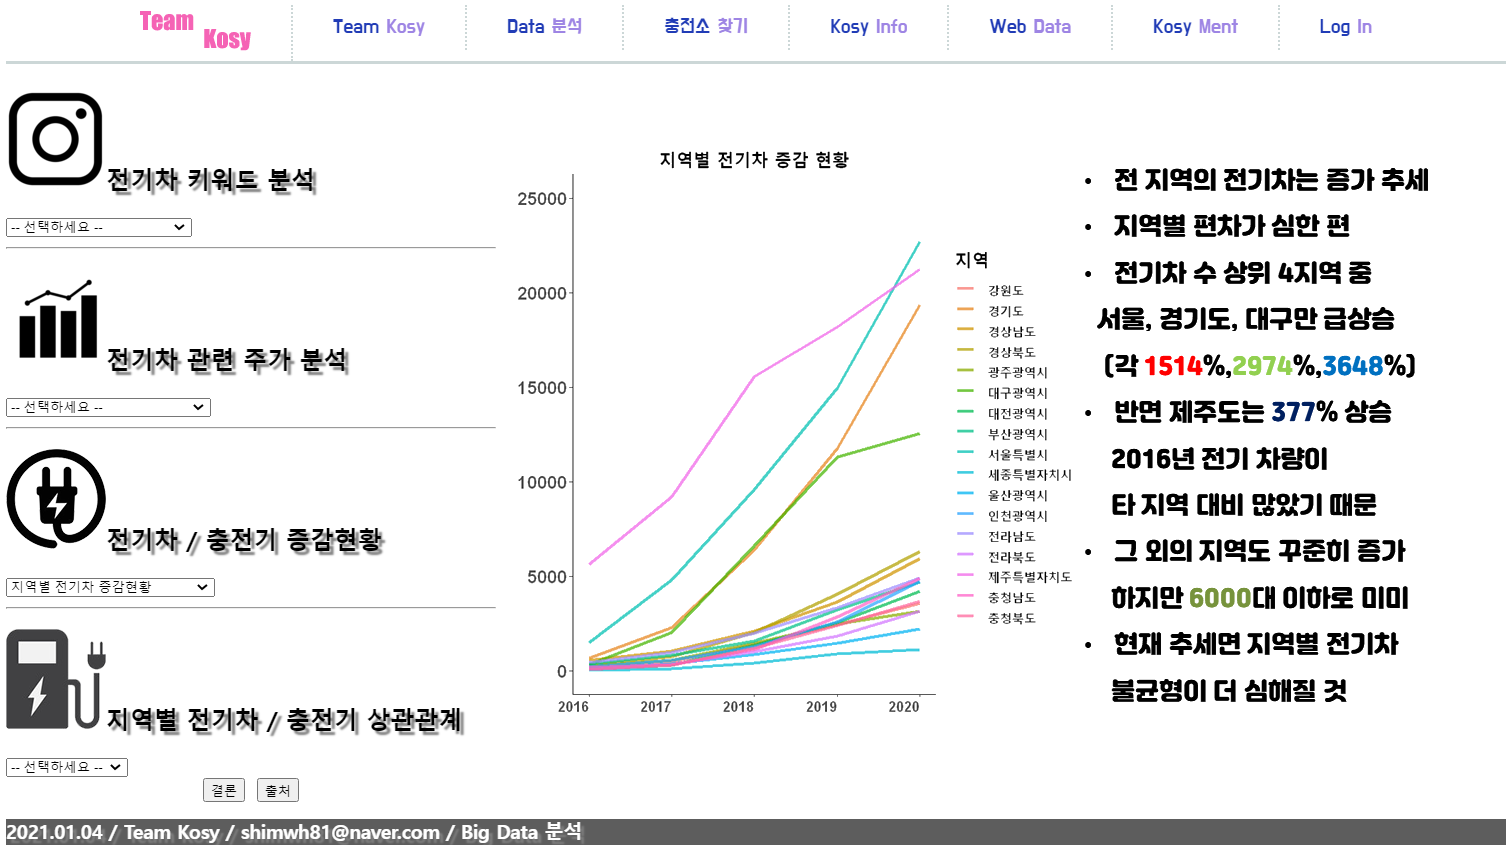 Team
Kosy
Team Kosy
Data 분석
충전소 찾기
Kosy Info
Web Data
Kosy Ment
Log In
전기차 키워드 분석
-- 선택하세요 --
전기차 관련 주가 분석
-- 선택하세요 --
전기차 / 충전기 증감현황
지역별 전기차 증감현황
지역별 전기차 / 충전기 상관관계
-- 선택하세요 --
결론
출처
지역별 전기차 증감 현황
25000
20000
15000
10000
5000
0
2016
2017
2018
2019
2020
지역
강원도
경기도
경상남도
경상북도
광주광역시
대구광역시
대전광역시
부산광역시
서울특별시
세종특별자치시
울산광역시
인천광역시
전라남도
전라북도
제주특별자치도
충청남도
충청북도
• 전 지역의 전기차는 증가 추세
• 지역별 편차가 심한 편
• 전기차 수 상위 4지역 중
서울, 경기도, 대구만 급상승
(각 1514%,2974%,3648%)
• 반면 제주도는 377% 상승
2016년 전기 차량이
타 지역 대비 많았기 때문
• 그 외의 지역도 꾸준히 증가
하지만 6000대 이하로 미미
• 현재 추세면 지역별 전기차
불균형이 더 심해질 것
2021.01.04 / Team Kosy / shimwh81@naver.com / Big Data 분석